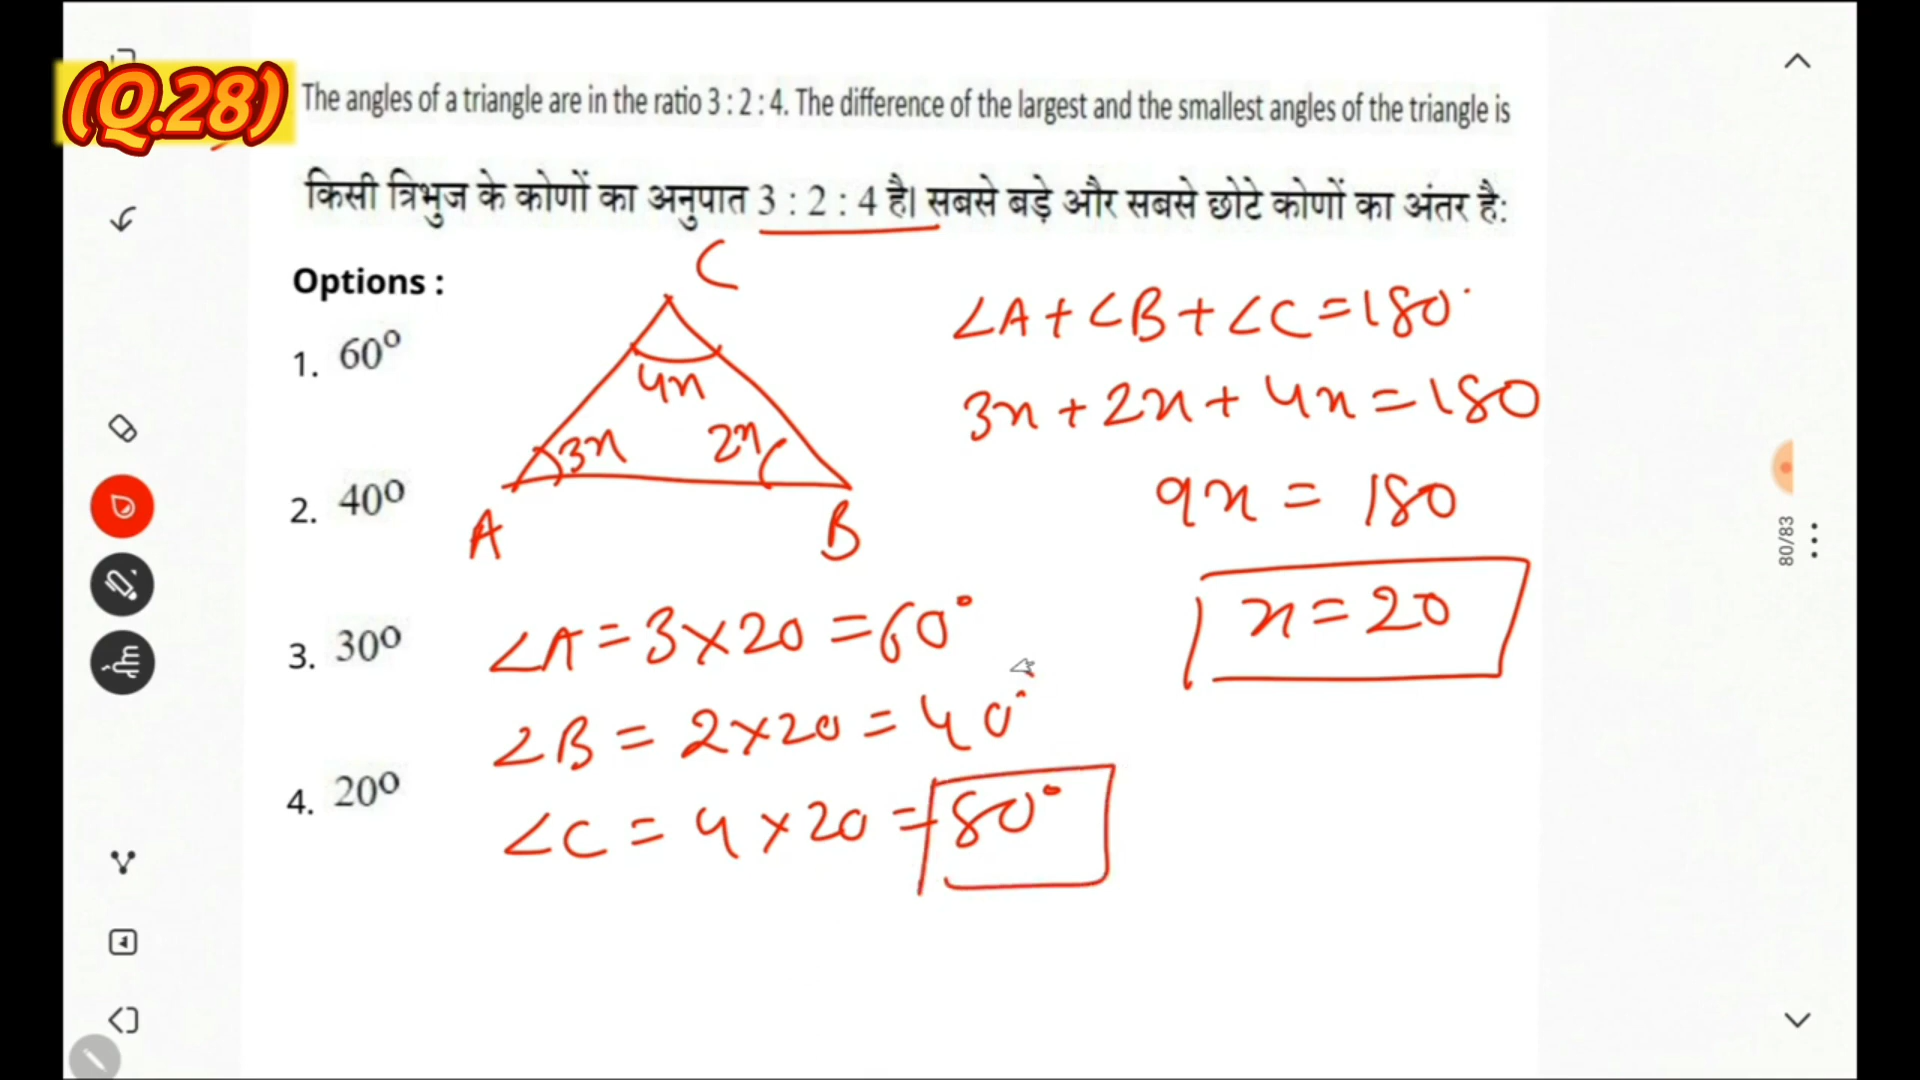 (Q.28) The angles of a triangle are in the ratio 3 : 2 : 4. The difference of the largest and the smallest angles of the triangle is
किसी त्रिभुज के कोणों का अनुपात 3 : 2 : 4 है। सबसे बड़े और सबसे छोटे कोणों का अंतर है:
Options :
1. 60°
2. 40°
3. 30°
4. 20°
C
4x
3x 2x
A B
∠A + ∠B + ∠C = 180°
3x + 2x + 4x = 180
9x = 180
x = 20
∠A = 3 × 20 = 60°
∠B = 2 × 20 = 40°
∠C = 4 × 20 = 80°
80/83